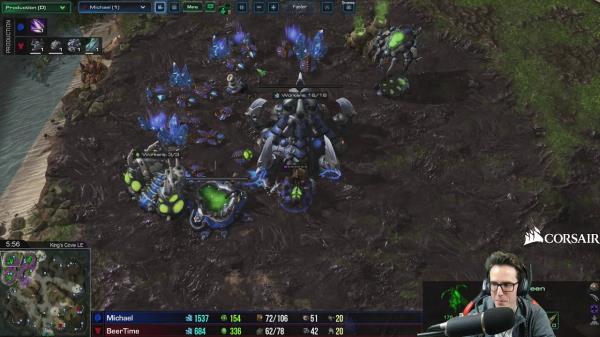 Production (D)
Michael (1)
Menu
Faster
PRODUCTION
Workers: 16/16
Workers: 3/3
5:56
King's Cove LE
CORSAIR
Michael 1537 154 72/106 51 20
BeerTime 684 336 62/78 42 20